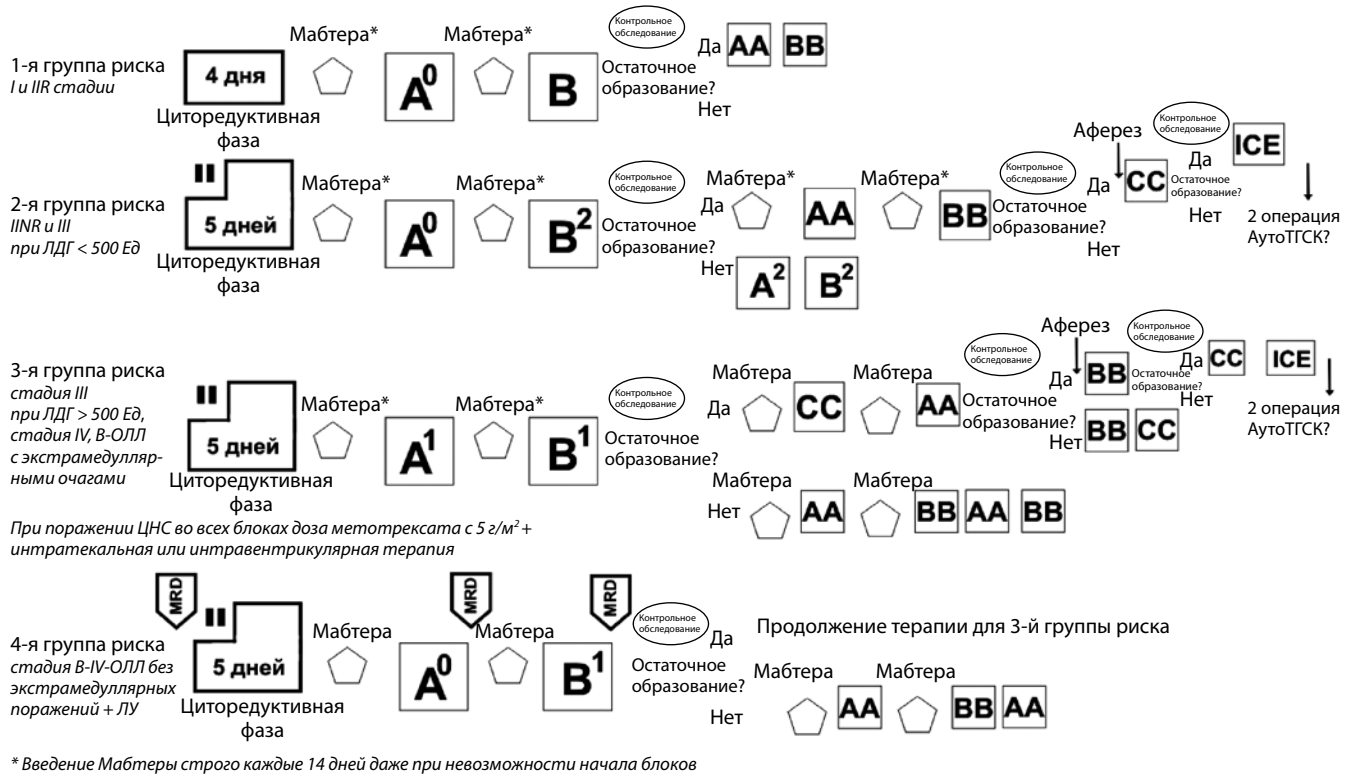 1-я группа риска
I и IIR стадии
4 дня
Циторедуктивная
фаза
Мабтера*
A0
Мабтера*
B
Контрольное
обследование
Остаточное
образование?
Да
AA BB
Нет
2-я группа риска
IINR и III
при ЛДГ < 500 Ед
II
5 дней
Циторедуктивная
фаза
Мабтера*
A0
Мабтера*
B2
Контрольное
обследование
Остаточное
образование?
Да
Мабтера*
AA
Мабтера*
BB
Нет
A2 B2
Контрольное
обследование
Остаточное
образование?
Да
Нет
Аферез
CC
Контрольное
обследование
Остаточное
образование?
Да
ICE
Нет
2 операция
АутоТГСК?
3-я группа риска
стадия III
при ЛДГ > 500 Ед,
стадия IV, В-ОЛЛ
с экстрамедулляр-
ными очагами
II
5 дней
Циторедуктивная
фаза
Мабтера*
A1
Мабтера*
B1
Контрольное
обследование
Остаточное
образование?
Да
Мабтера
CC
Мабтера
AA
Контрольное
обследование
Остаточное
образование?
Да
Аферез
BB
Контрольное
обследование
Остаточное
образование?
Да
CC ICE
Нет
2 операция
АутоТГСК?
Нет
BB CC
Нет
Мабтера
AA
Мабтера
BB AA BB
При поражении ЦНС во всех блоках доза метотрексата с 5 г/м2 +
интратекальная или интравентрикулярная терапия
4-я группа риска
стадия В-IV-ОЛЛ без
экстрамедуллярных
поражений + ЛУ
MRD
II
5 дней
Циторедуктивная
фаза
Мабтера
MRD
A0
Мабтера
MRD
B1
Контрольное
обследование
Остаточное
образование?
Да
Продолжение терапии для 3-й группы риска
Нет
Мабтера
AA
Мабтера
BB AA
* Введение Мабтеры строго каждые 14 дней даже при невозможности начала блоков